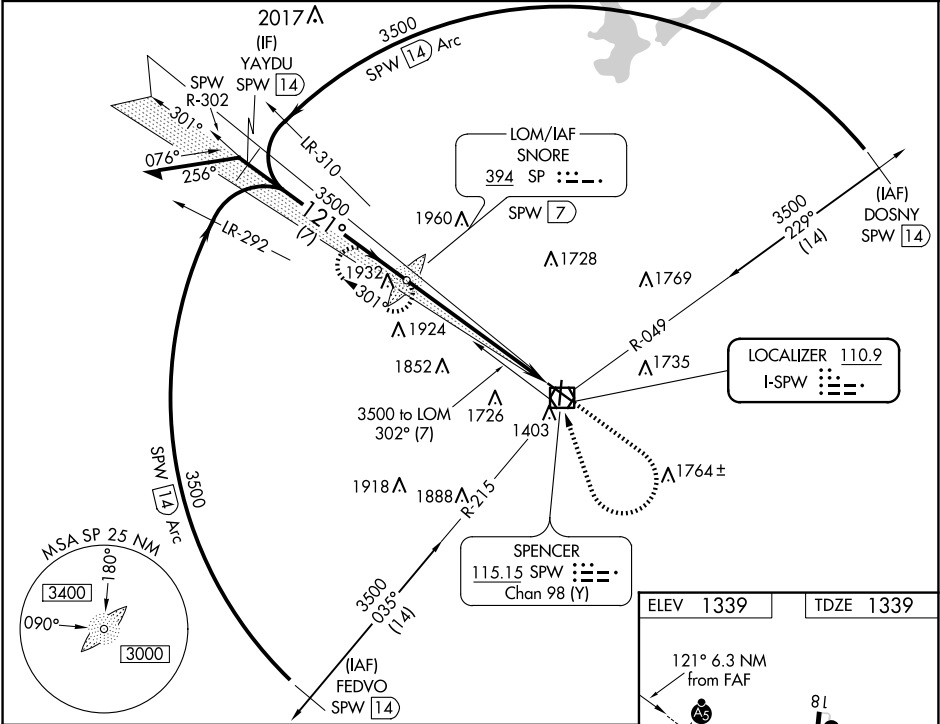 2017
(IF)
YAYDU
SPW 14
3500
SPW 14 Arc
SPW
R-302
301°
LR-310
076°
256°
LOM/IAF
SNORE
394 SP
SPW 7
3500
121°
(7)
1960
LR-292
1932
301°
1728
1769
3500
229°
(14)
(IAF)
DOSNY
SPW 14
1924
R-049
1852
1735
LOCALIZER 110.9
I-SPW
3500 to LOM
302° (7)
1726
1403
1764±
SPW 14 Arc
3500
1918
1888
R-215
MSA SP 25 NM
180°
3400
090°
3000
SPENCER
115.15 SPW
Chan 98 (Y)
3500
035°
(14)
(IAF)
FEDVO
SPW 14
ELEV 1339
TDZE 1339
121° 6.3 NM
from FAF
A5
18